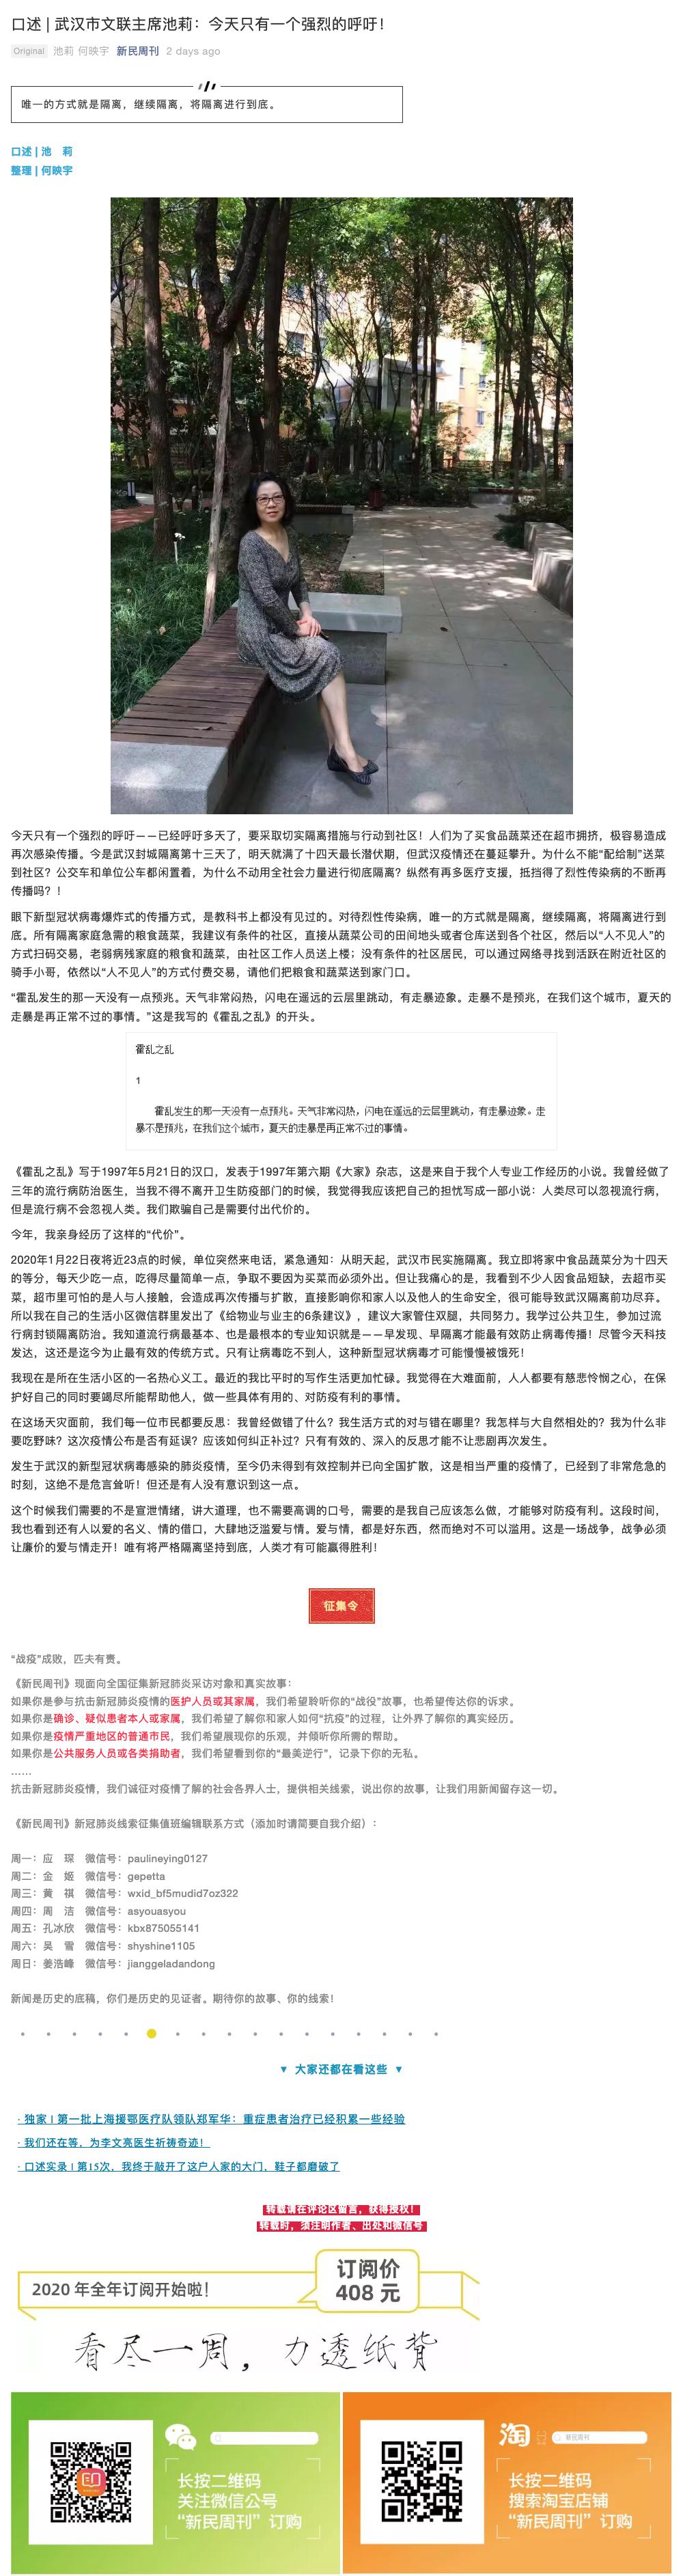 口述 | 武汉市文联主席池莉：今天只有一个强烈的呼吁！
Original 池莉 何映宇 新民周刊 2 days ago
唯一的方式就是隔离，继续隔离，将隔离进行到底。
口述 | 池　莉
整理 | 何映宇
今天只有一个强烈的呼吁——已经呼吁多天了，要采取切实隔离措施与行动到社区！人们为了买食品蔬菜还在超市拥挤，极容易造成
再次感染传播。今是武汉封城隔离第十三天了，明天就满了十四天最长潜伏期，但武汉疫情还在蔓延攀升。为什么不能“配给制”送菜
到社区？公交车和单位公车都闲置着，为什么不动用全社会力量进行彻底隔离？纵然有再多医疗支援，抵挡得了烈性传染病的不断再
传播吗？！
眼下新型冠状病毒爆炸式的传播方式，是教科书上都没有见过的。对待烈性传染病，唯一的方式就是隔离，继续隔离，将隔离进行到
底。所有隔离家庭急需的粮食蔬菜，我建议有条件的社区，直接从蔬菜公司的田间地头或者仓库送到各个社区，然后以“人不见人”的
方式扫码交易，老弱病残家庭的粮食和蔬菜，由社区工作人员送上楼；没有条件的社区居民，可以通过网络寻找到活跃在附近社区的
骑手小哥，依然以“人不见人”的方式付费交易，请他们把粮食和蔬菜送到家门口。
“霍乱发生的那一天没有一点预兆。天气非常闷热，闪电在遥远的云层里跳动，有走暴迹象。走暴不是预兆，在我们这个城市，夏天的
走暴是再正常不过的事情。”这是我写的《霍乱之乱》的开头。
霍乱之乱
1
霍乱发生的那一天没有一点预兆。天气非常闷热，闪电在遥远的云层里跳动，有走暴迹象。走
暴不是预兆，在我们这个城市，夏天的走暴是再正常不过的事情。
《霍乱之乱》写于1997年5月21日的汉口，发表于1997年第六期《大家》杂志，这是来自于我个人专业工作经历的小说。我曾经做了
三年的流行病防治医生，当我不得不离开卫生防疫部门的时候，我觉得我应该把自己的担忧写成一部小说：人类尽可以忽视流行病，
但是流行病不会忽视人类。我们欺骗自己是需要付出代价的。
今年，我亲身经历了这样的“代价”。
2020年1月22日夜将近23点的时候，单位突然来电话，紧急通知：从明天起，武汉市民实施隔离。我立即将家中食品蔬菜分为十四天
的等分，每天少吃一点，吃得尽量简单一点，争取不要因为买菜而必须外出。但让我痛心的是，我看到不少人因食品短缺，去超市买
菜，超市里可怕的是人与人接触，会造成再次传播与扩散，直接影响你和家人以及他人的生命安全，很可能导致武汉隔离前功尽弃。
所以我在自己的生活小区微信群里发出了《给物业与业主的6条建议》，建议大家管住双腿，共同努力。我学过公共卫生，参加过流
行病封锁隔离防治。我知道流行病最基本、也是最根本的专业知识就是——早发现、早隔离才能最有效防止病毒传播！尽管今天科技
发达，这还是迄今为止最有效的传统方式。只有让病毒吃不到人，这种新型冠状病毒才可能慢慢被饿死！
我现在是所在生活小区的一名热心义工。最近的我比平时的写作生活更加忙碌。我觉得在大难面前，人人都要有慈悲怜悯之心，在保
护好自己的同时要竭尽所能帮助他人，做一些具体有用的、对防疫有利的事情。
在这场天灾面前，我们每一位市民都要反思：我曾经做错了什么？我生活方式的对与错在哪里？我怎样与大自然相处的？我为什么非
要吃野味？这次疫情公布是否有延误？应该如何纠正补过？只有有效的、深入的反思才能不让悲剧再次发生。
发生于武汉的新型冠状病毒感染的肺炎疫情，至今仍未得到有效控制并已向全国扩散，这是相当严重的疫情了，已经到了非常危急的
时刻，这绝不是危言耸听！但还是有人没有意识到这一点。
这个时候我们需要的不是宣泄情绪，讲大道理，也不需要高调的口号，需要的是我自己应该怎么做，才能够对防疫有利。这段时间，
我也看到还有人以爱的名义、情的借口，大肆地泛滥爱与情。爱与情，都是好东西，然而绝对不可以滥用。这是一场战争，战争必须
让廉价的爱与情走开！唯有将严格隔离坚持到底，人类才有可能赢得胜利！
征集令
“战疫”成败，匹夫有责。
《新民周刊》现面向全国征集新冠肺炎采访对象和真实故事：
如果你是参与抗击新冠肺炎疫情的医护人员或其家属，我们希望聆听你的“战役”故事，也希望传达你的诉求。
如果你是确诊、疑似患者本人或家属，我们希望了解你和家人如何“抗疫”的过程，让外界了解你的真实经历。
如果你是疫情严重地区的普通市民，我们希望展现你的乐观，并倾听你所需的帮助。
如果你是公共服务人员或各类捐助者，我们希望看到你的“最美逆行”，记录下你的无私。
……
抗击新冠肺炎疫情，我们诚征对疫情了解的社会各界人士，提供相关线索，说出你的故事，让我们用新闻留存这一切。
《新民周刊》新冠肺炎线索征集值班编辑联系方式（添加时请简要自我介绍）：
周一：应　琛　微信号：paulineying0127
周二：金　姬　微信号：gepetta
周三：黄　祺　微信号：wxid_bf5mudid7oz322
周四：周　洁　微信号：asyouasyou
周五：孔冰欣　微信号：kbx875055141
周六：吴　雪　微信号：shyshine1105
周日：姜浩峰　微信号：jianggeladandong
新闻是历史的底稿，你们是历史的见证者。期待你的故事、你的线索！
▼ 大家还都在看这些 ▼
· 独家 | 第一批上海援鄂医疗队领队郑军华：重症患者治疗已经积累一些经验
· 我们还在等，为李文亮医生祈祷奇迹！
· 口述实录 | 第15次，我终于敲开了这户人家的大门，鞋子都磨破了
转载请在评论区留言，获得授权！
转载时，须注明作者、出处和微信号
2020 年全年订阅开始啦！
订阅价
408 元
看尽一周，力透纸背
长按二维码
关注微信公号
“新民周刊” 订购
淘
新民周刊
长按二维码
搜索淘宝店铺
“新民周刊” 订购